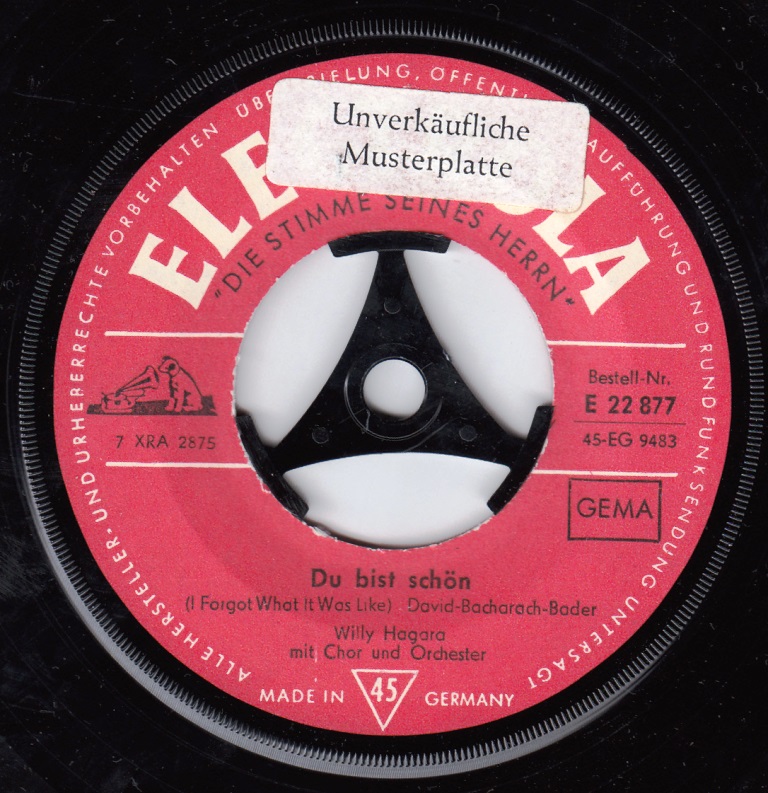 Unverkäufliche
Musterplatte
"DIE STIMME SEINES HERRN"
Bestell-Nr.
E 22 877
7 XRA 2875
45-EG 9483
GEMA
Du bist schön
(I Forgot What It Was Like) David-Bacharach-Bader
Willy Hagara
mit Chor und Orchester
MADE IN 45 GERMANY
ALLE HERSTELLER- UND URHEBERRECHTE VORBEHALTEN AUFFÜHRUNG UND RUNDFUNKSENDUNG UNTERSAGT